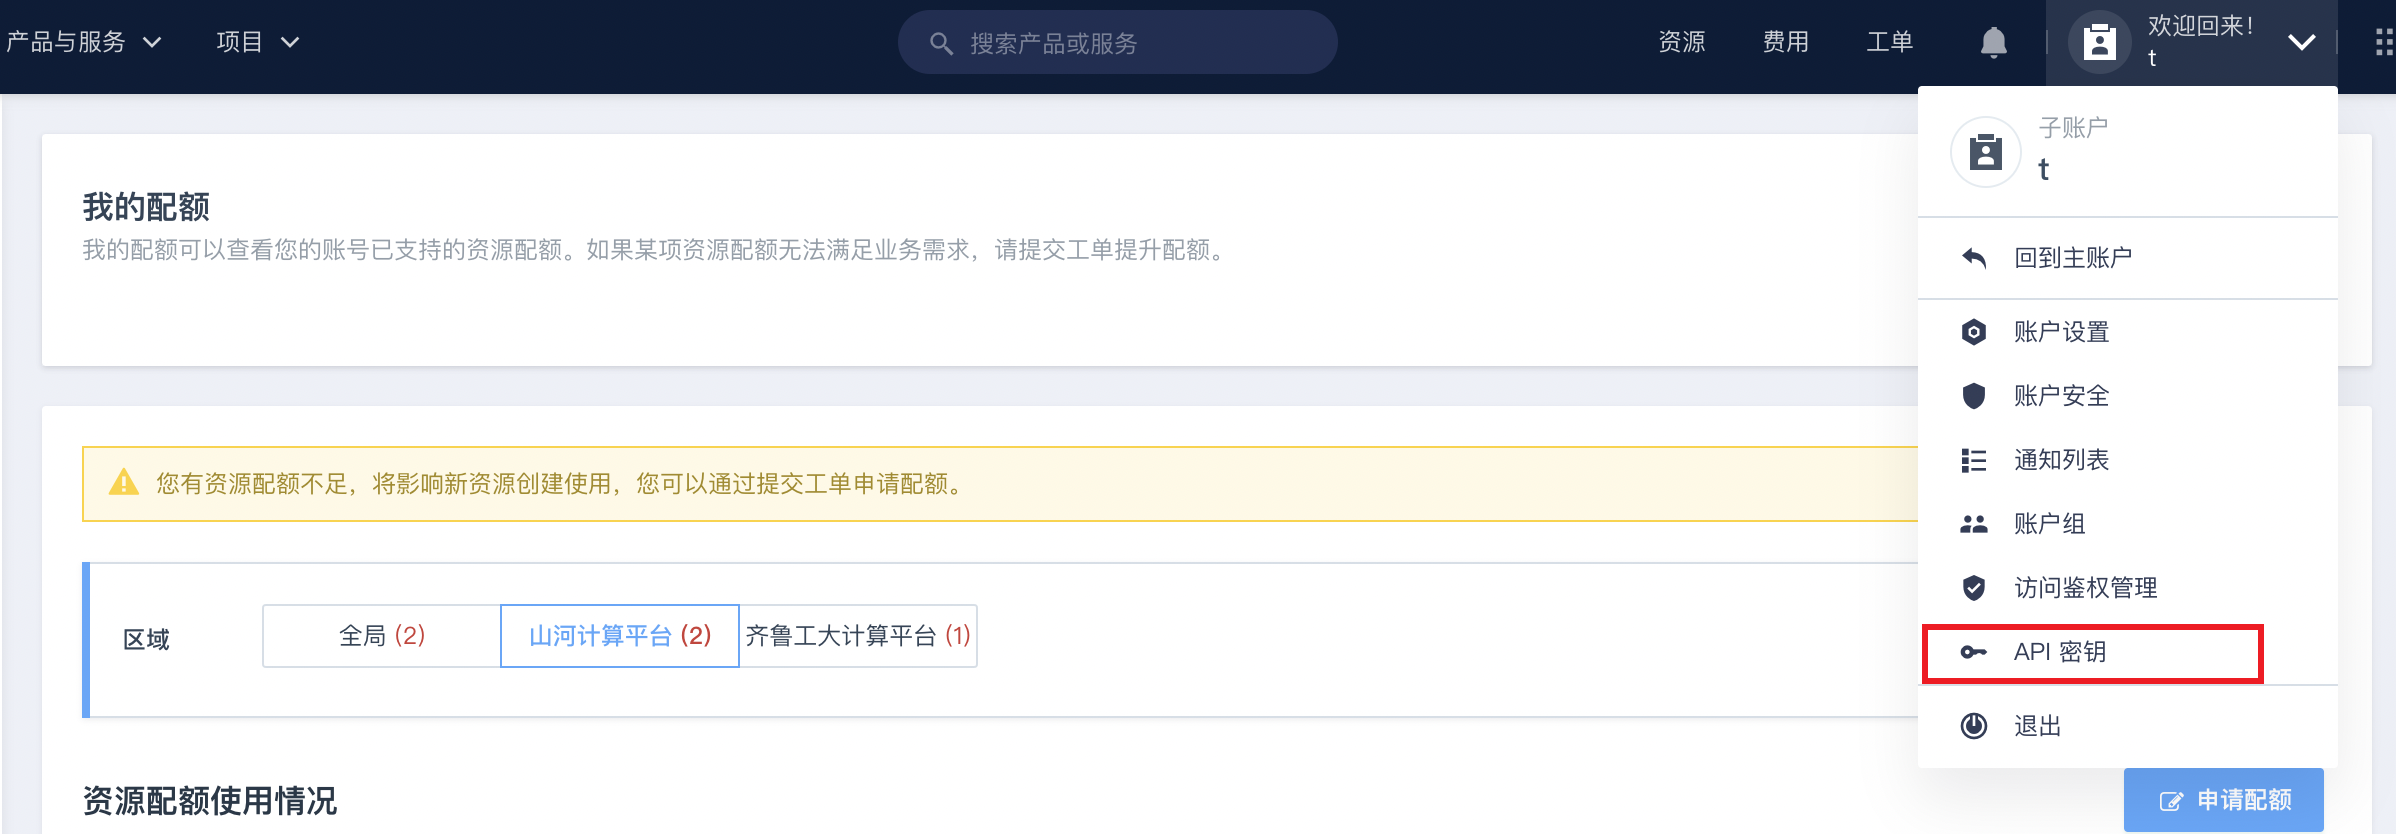 产品与服务
项目
搜索产品或服务
资源
费用
工单
欢迎回来!
t
子账户
t
回到主账户
账户设置
账户安全
通知列表
账户组
访问鉴权管理
API 密钥
退出
我的配额
我的配额可以查看您的账号已支持的资源配额。如果某项资源配额无法满足业务需求，请提交工单提升配额。
您有资源配额不足，将影响新资源创建使用，您可以通过提交工单申请配额。
区域
全局 (2)
山河计算平台 (2)
齐鲁工大计算平台 (1)
资源配额使用情况
申请配额